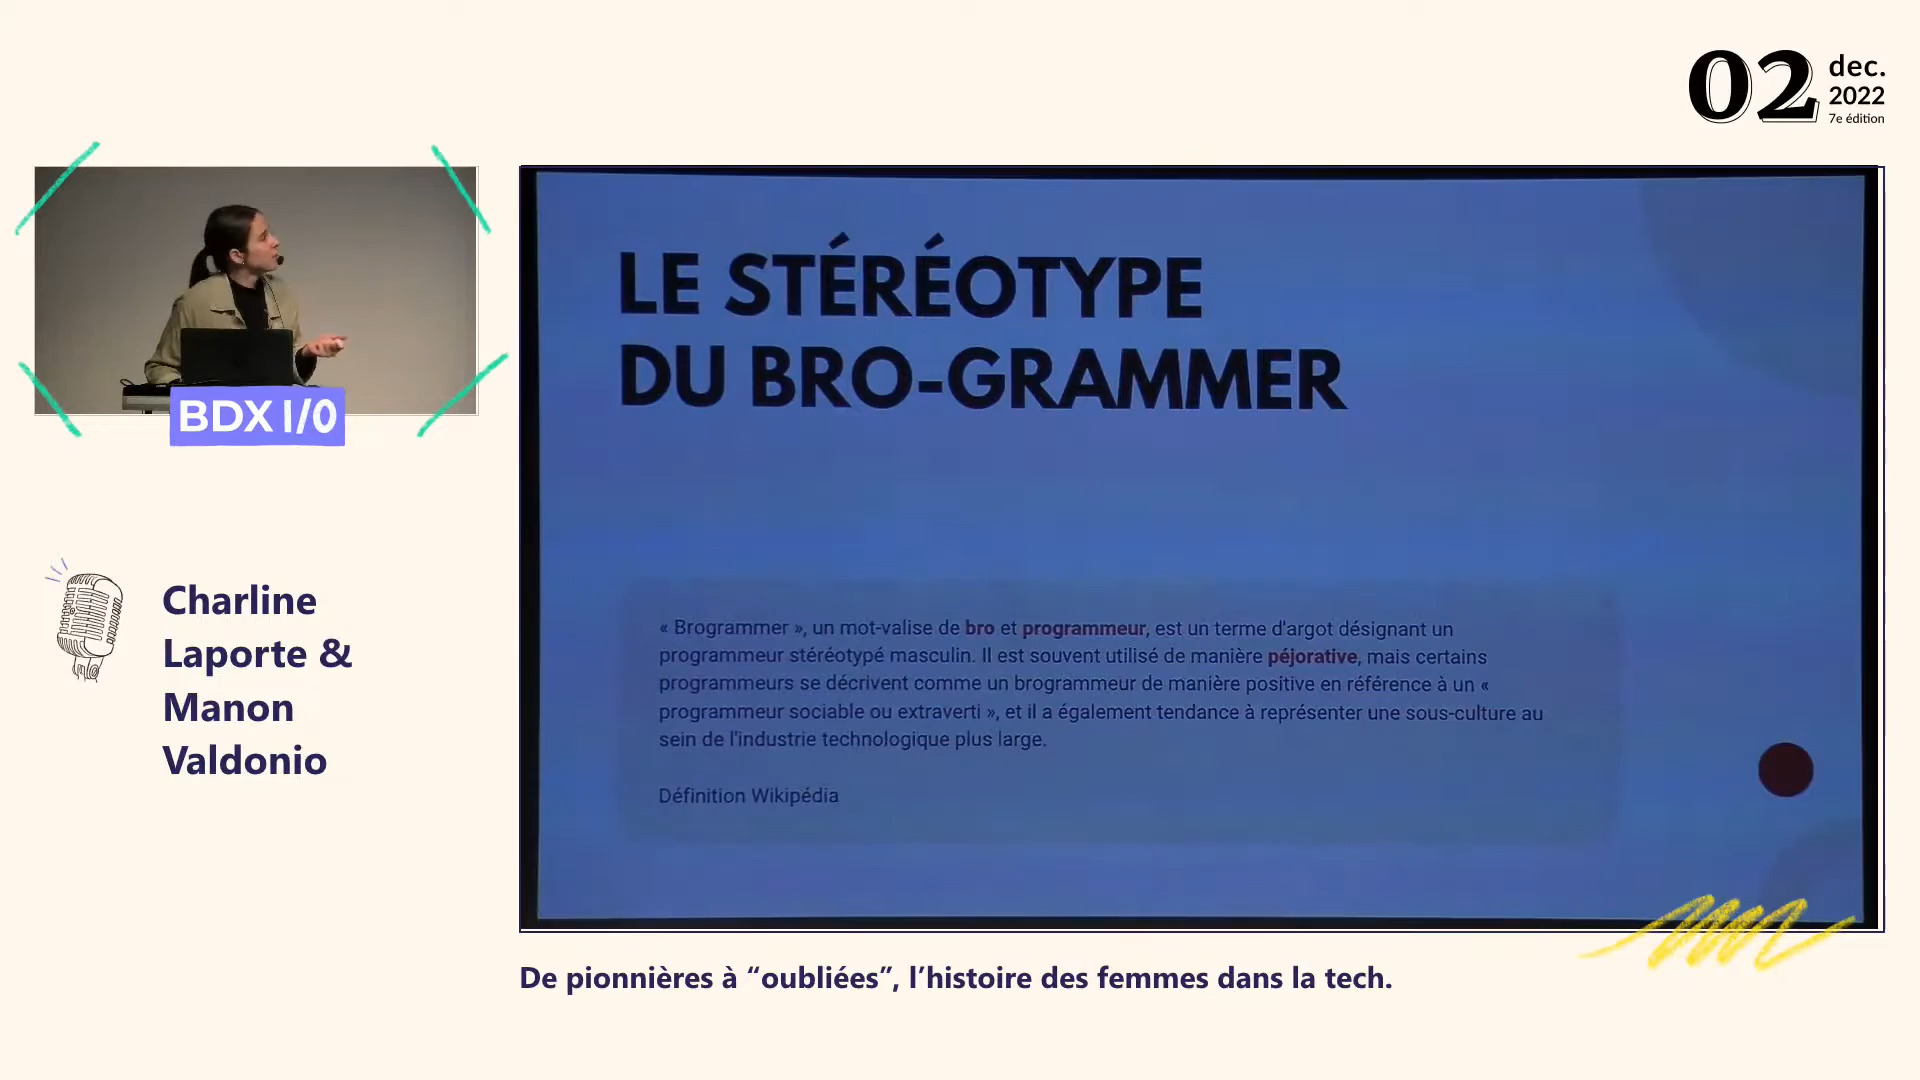 02 dec.
2022
7e édition
LE STÉRÉOTYPE
DU BRO-GRAMMER
« Brogrammer », un mot-valise de bro et programmeur, est un terme d'argot désignant un
programmeur stéréotypé masculin. Il est souvent utilisé de manière péjorative, mais certains
programmeurs se décrivent comme un brogrammeur de manière positive en référence à un «
programmeur sociable ou extraverti », et il a également tendance à représenter une sous-culture au
sein de l'industrie technologique plus large.
Définition Wikipédia
BDX I/O
Charline
Laporte &
Manon
Valdonio
De pionnières à “oubliées”, l’histoire des femmes dans la tech.